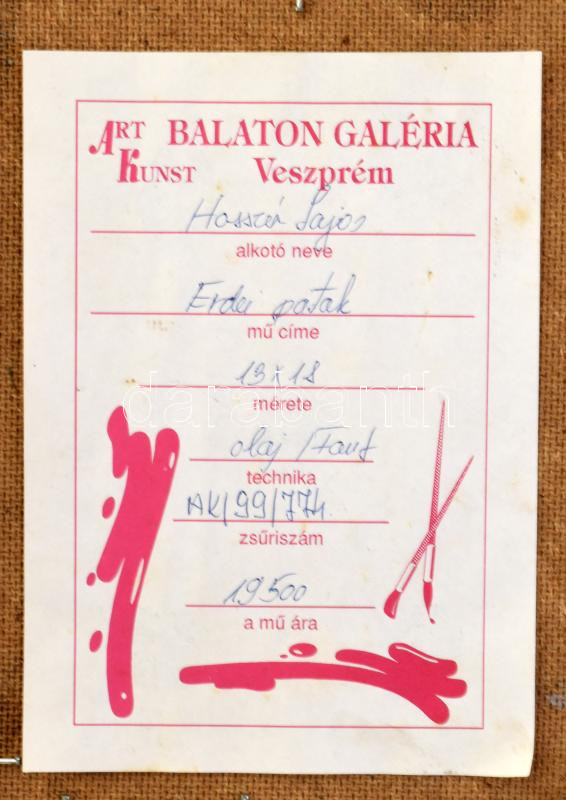 ART KUNST BALATON GALÉRIA
Veszprém
Hosszú Lajos
alkotó neve
Erdei patak
mű címe
13x18
mérete
darabanth
olaj / Farost
technika
AK/99/774.
zsűriszám
19500
a mű ára